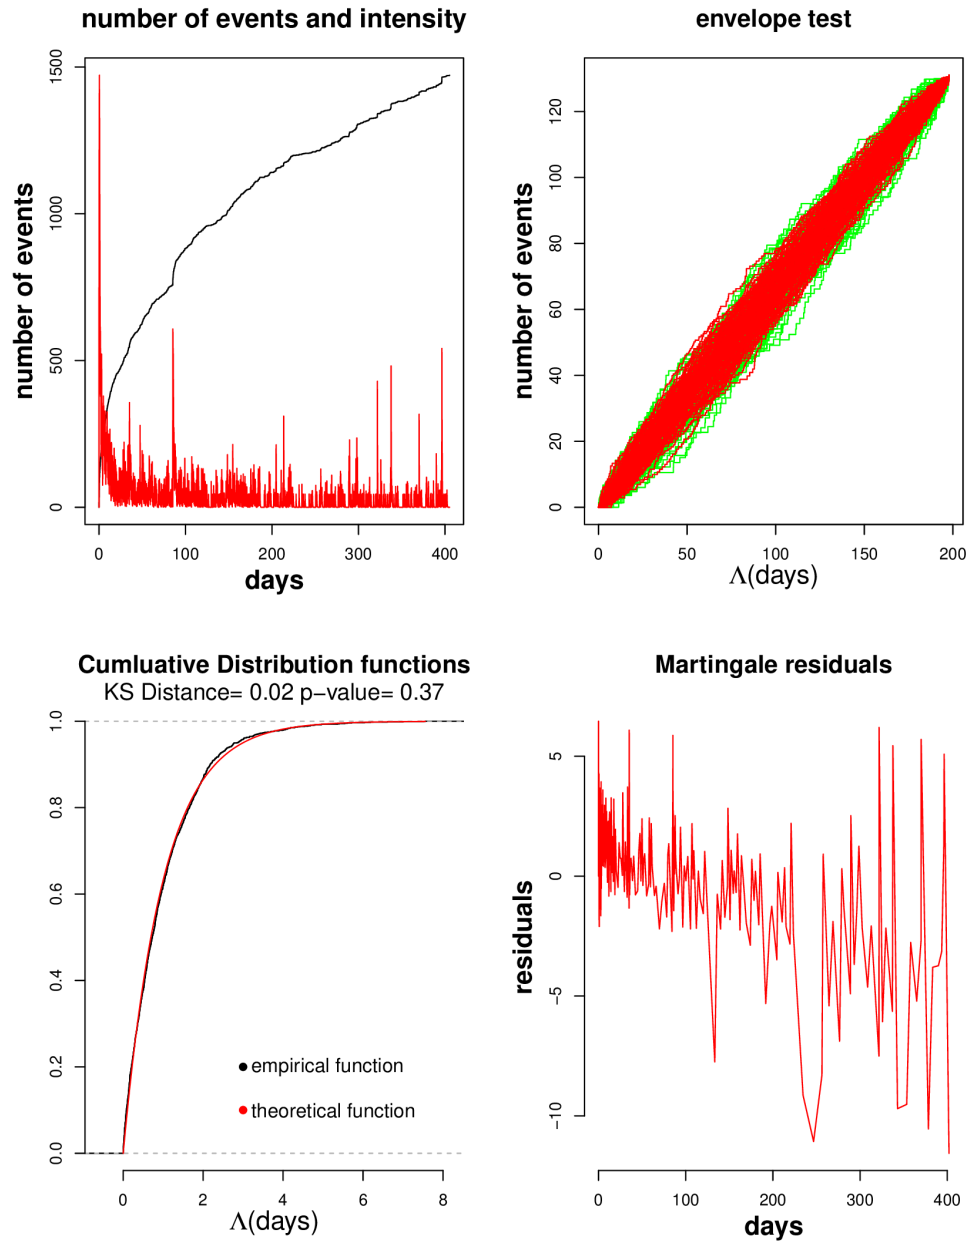 number of events and intensity
number of events
1500
1000
500
0
0 100 200 300 400
days
envelope test
number of events
120
100
80
60
40
20
0
0 50 100 150 200
Λ(days)
Cumluative Distribution functions
KS Distance= 0.02 p−value= 0.37
1.0
0.8
0.6
0.4
0.2
0.0
empirical function
theoretical function
0 2 4 6 8
Λ(days)
Martingale residuals
residuals
5
0
−5
−10
0 100 200 300 400
days